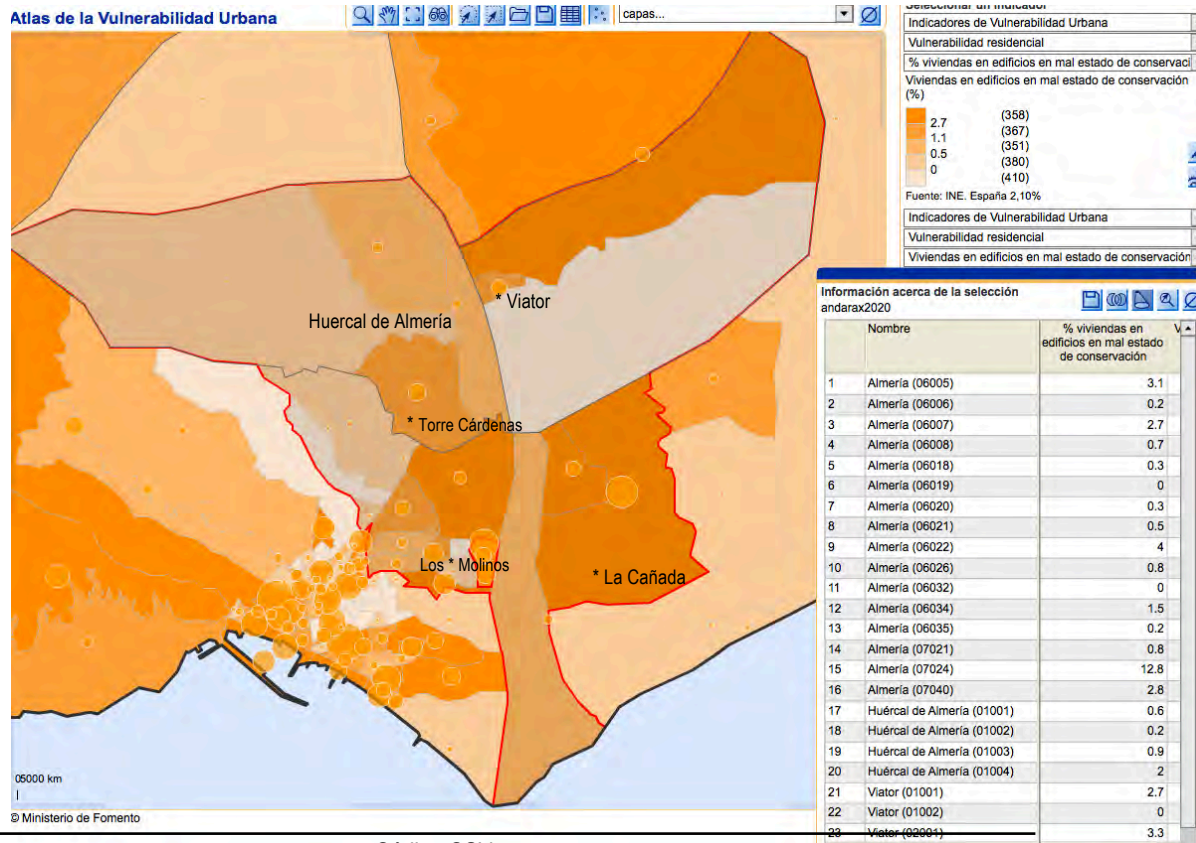 Atlas de la Vulnerabilidad Urbana
capas...
Seleccionar un indicador
Indicadores de Vulnerabilidad Urbana
Vulnerabilidad residencial
% viviendas en edificios en mal estado de conservaci
Viviendas en edificios en mal estado de conservación
(%)
(358)
2.7
(367)
1.1
(351)
0.5
(380)
0
(410)
Fuente: INE. España 2,10%
Indicadores de Vulnerabilidad Urbana
Vulnerabilidad residencial
Viviendas en edificios en mal estado de conservación
* Viator
Huercal de Almería
* Torre Cárdenas
Los * Molinos
* La Cañada
05000 km
© Ministerio de Fomento
Información acerca de la selección
andarax2020
Nombre
% viviendas en
edificios en mal estado
de conservación
V
1 Almería (06005) 3.1
2 Almería (06006) 0.2
3 Almería (06007) 2.7
4 Almería (06008) 0.7
5 Almería (06018) 0.3
6 Almería (06019) 0
7 Almería (06020) 0.3
8 Almería (06021) 0.5
9 Almería (06022) 4
10 Almería (06026) 0.8
11 Almería (06032) 0
12 Almería (06034) 1.5
13 Almería (06035) 0.2
14 Almería (07021) 0.8
15 Almería (07024) 12.8
16 Almería (07040) 2.8
17 Huércal de Almería (01001) 0.6
18 Huércal de Almería (01002) 0.2
19 Huércal de Almería (01003) 0.9
20 Huércal de Almería (01004) 2
21 Viator (01001) 2.7
22 Viator (01002) 0
23 Viator (02001) 3.3